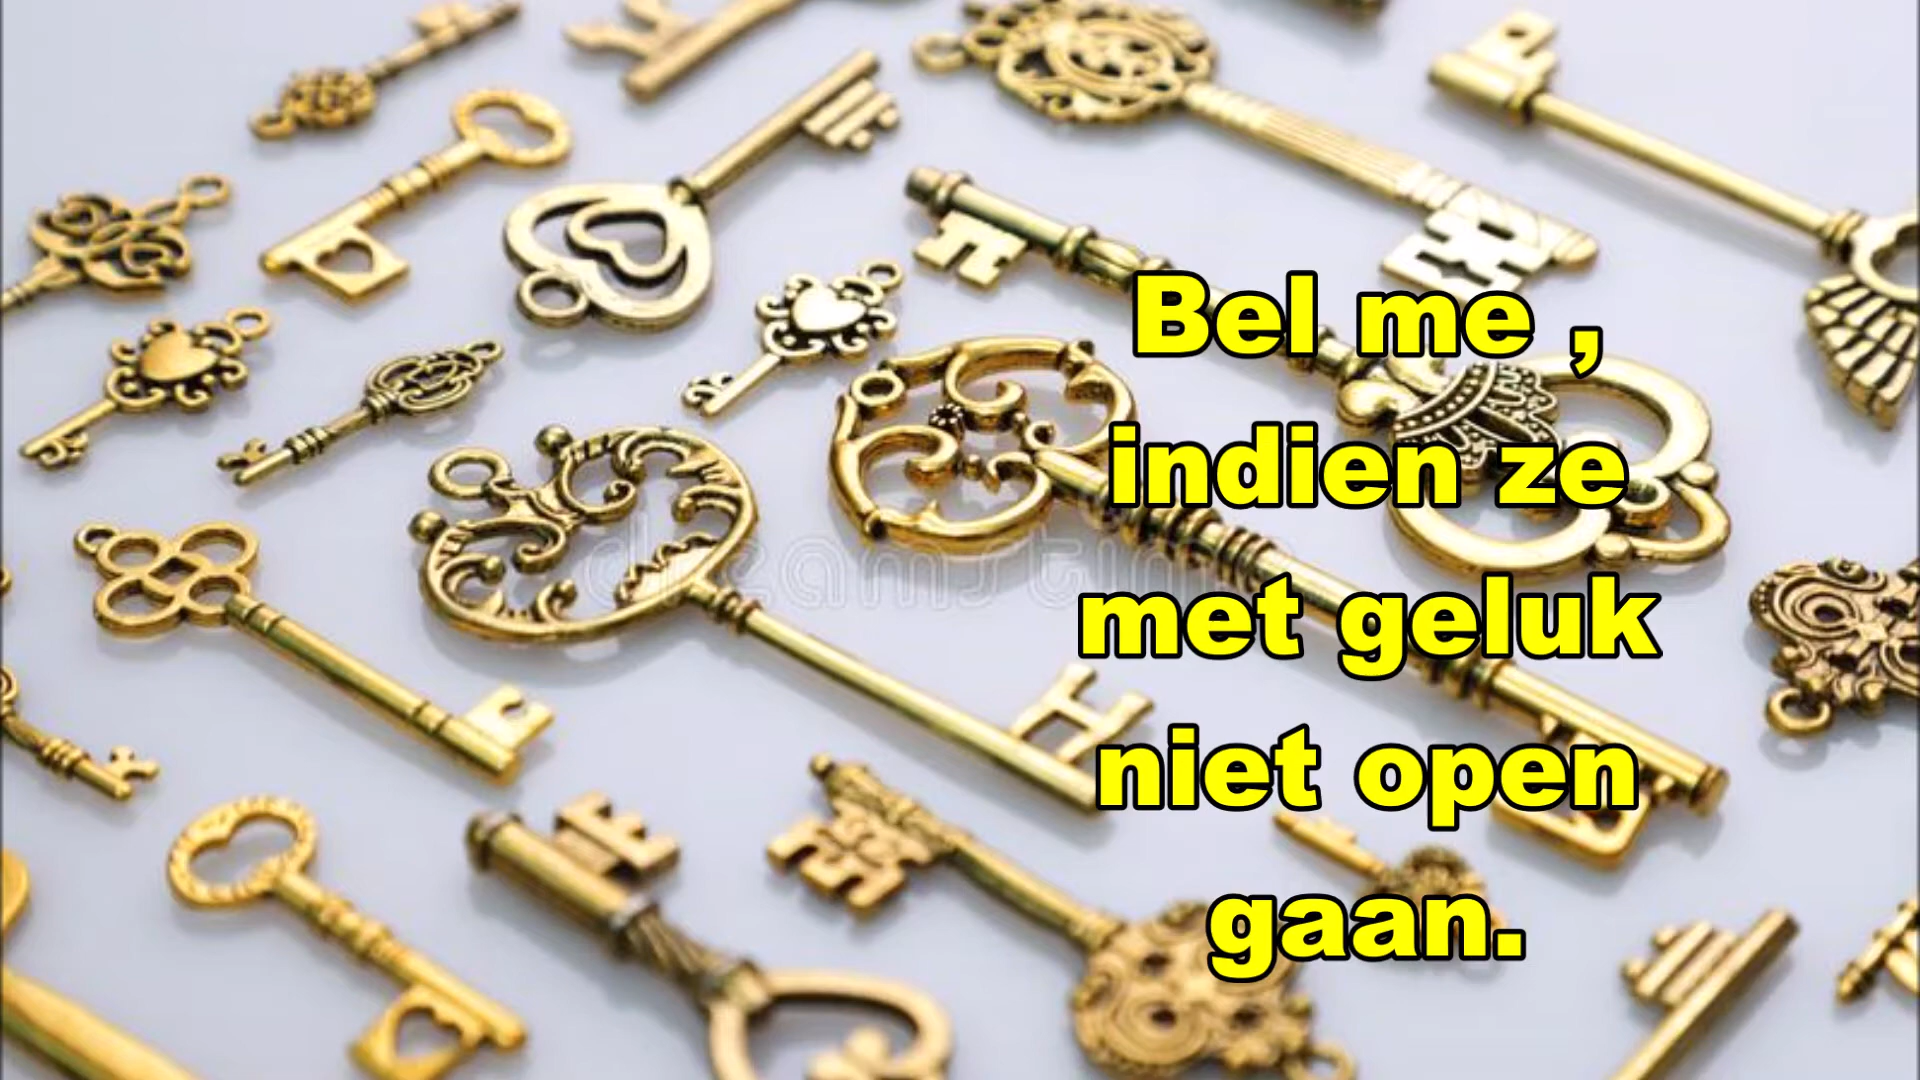 Bel me ,
indien ze
met geluk
niet open
gaan.